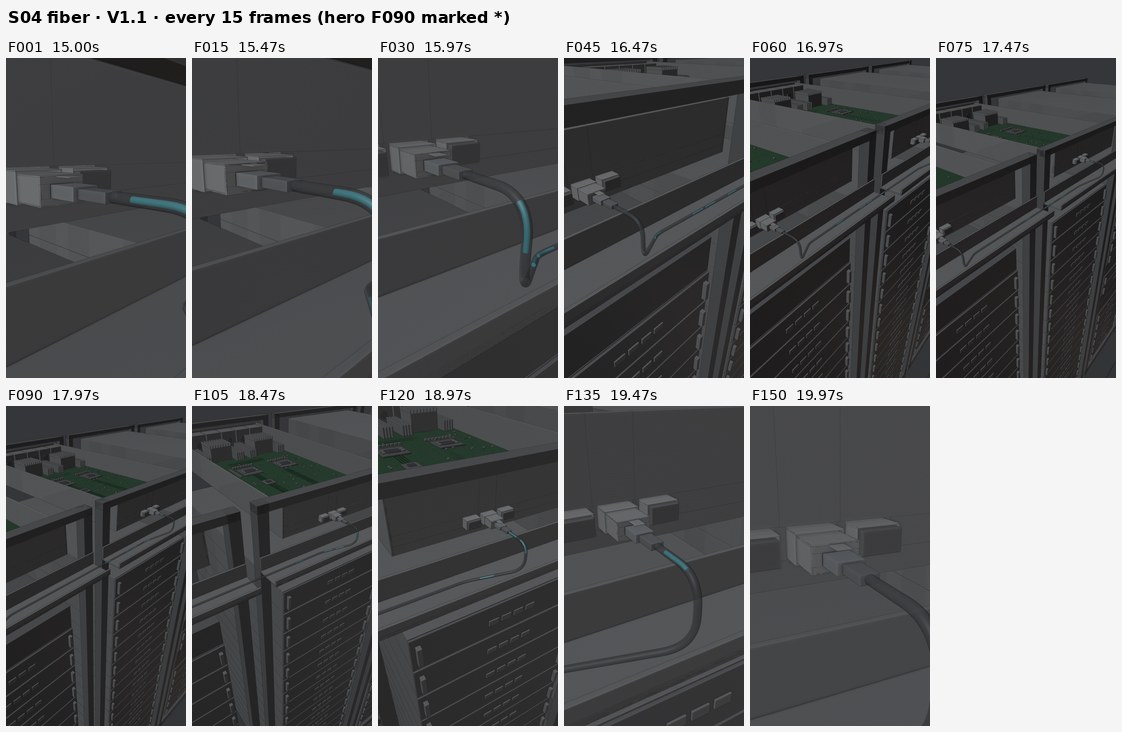 S04 fiber · V1.1 · every 15 frames (hero F090 marked *)
F001 15.00s
F015 15.47s
F030 15.97s
F045 16.47s
F060 16.97s
F075 17.47s
F090 17.97s
F105 18.47s
F120 18.97s
F135 19.47s
F150 19.97s